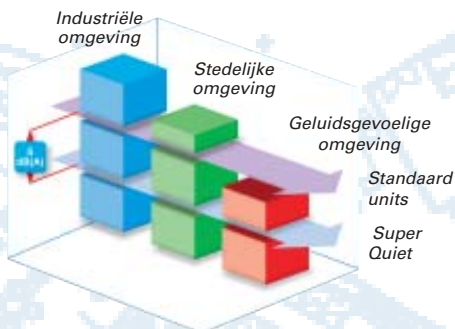 Industriële
omgeving
Stedelijke
omgeving
Geluidsgevoelige
omgeving
Standaard
units
Super
Quiet